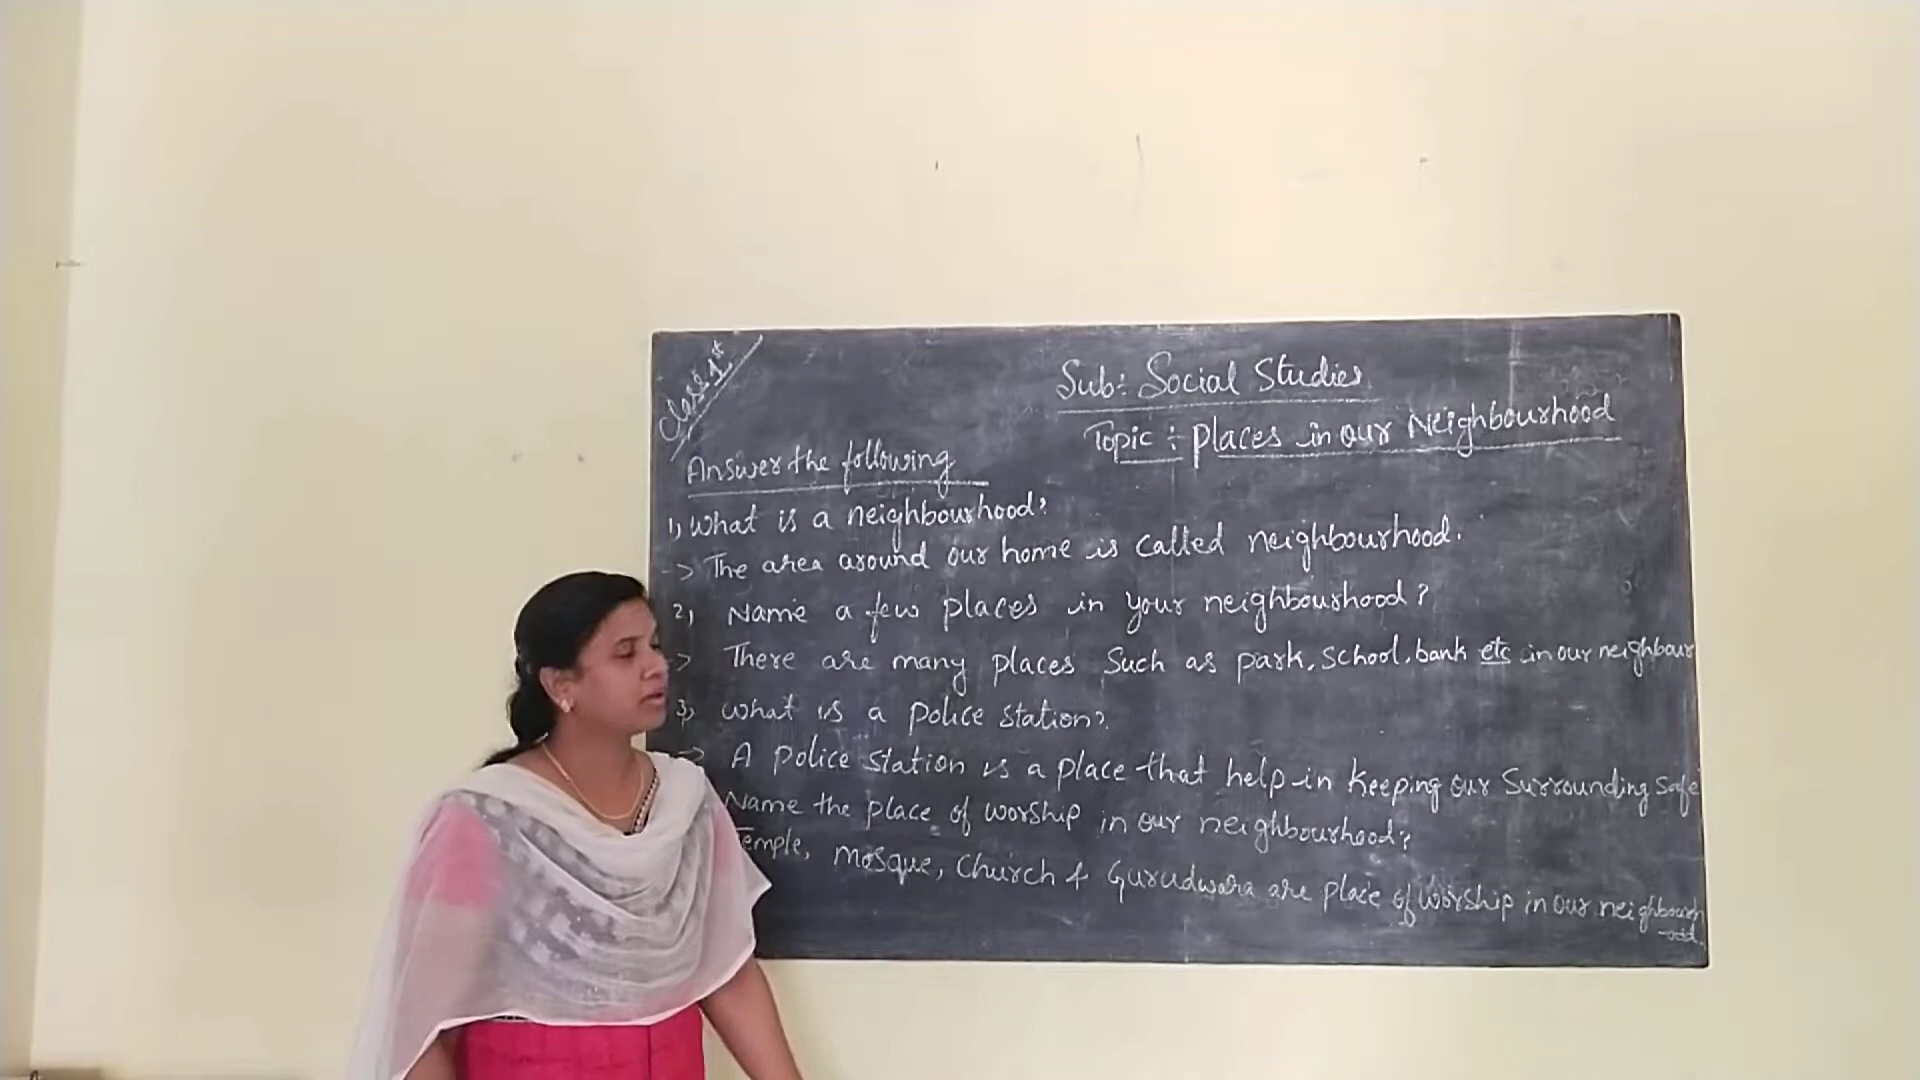 Class: 1st
Sub: Social Studies
Topic: Places in our Neighbourhood
Answer the following
1) What is a neighbourhood?
-> The area around our home is called neighbourhood.
2) Name a few places in your neighbourhood?
-> There are many places such as park, school, bank etc in our neighbour
3) What is a police station?
-> A police station is a place that help in keeping our surrounding safe
Name the place of worship in our neighbourhood?
Temple, Mosque, Church & Gurudwara are place of worship in our neighbourh
-ood.